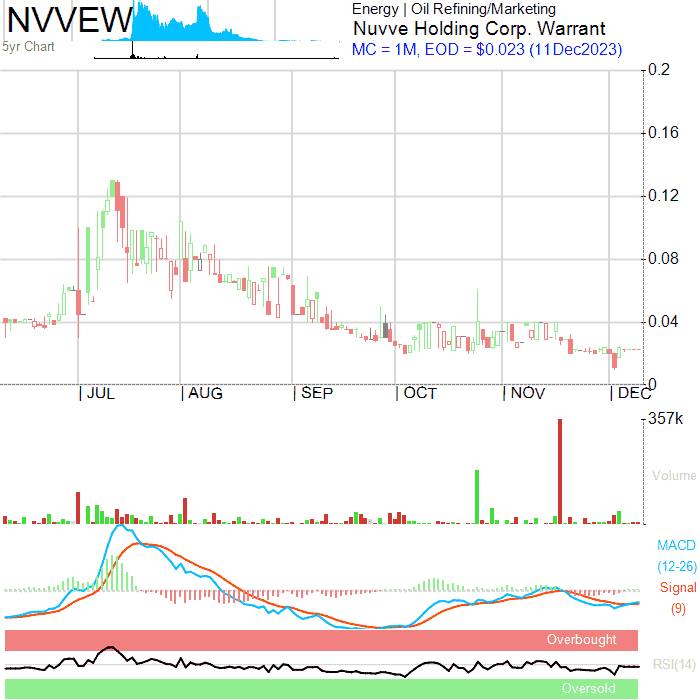 NVVEW
5yr Chart
Energy | Oil Refining/Marketing
Nuvve Holding Corp. Warrant
MC = 1M, EOD = $0.023 (11Dec2023)
0.2
0.16
0.12
0.08
0.04
0
JUL AUG SEP OCT NOV DEC
357k
Volume
MACD
(12-26)
Signal
(9)
Overbought
RSI(14)
Oversold